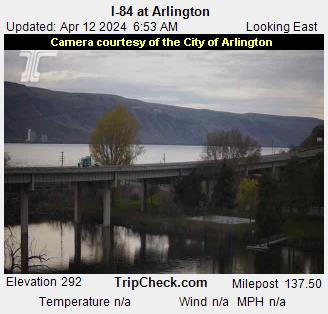 I-84 at Arlington
Updated: Apr 12 2024 6:53 AM Looking East
Camera courtesy of the City of Arlington
Elevation 292 TripCheck.com Milepost 137.50
Temperature n/a Wind n/a MPH n/a